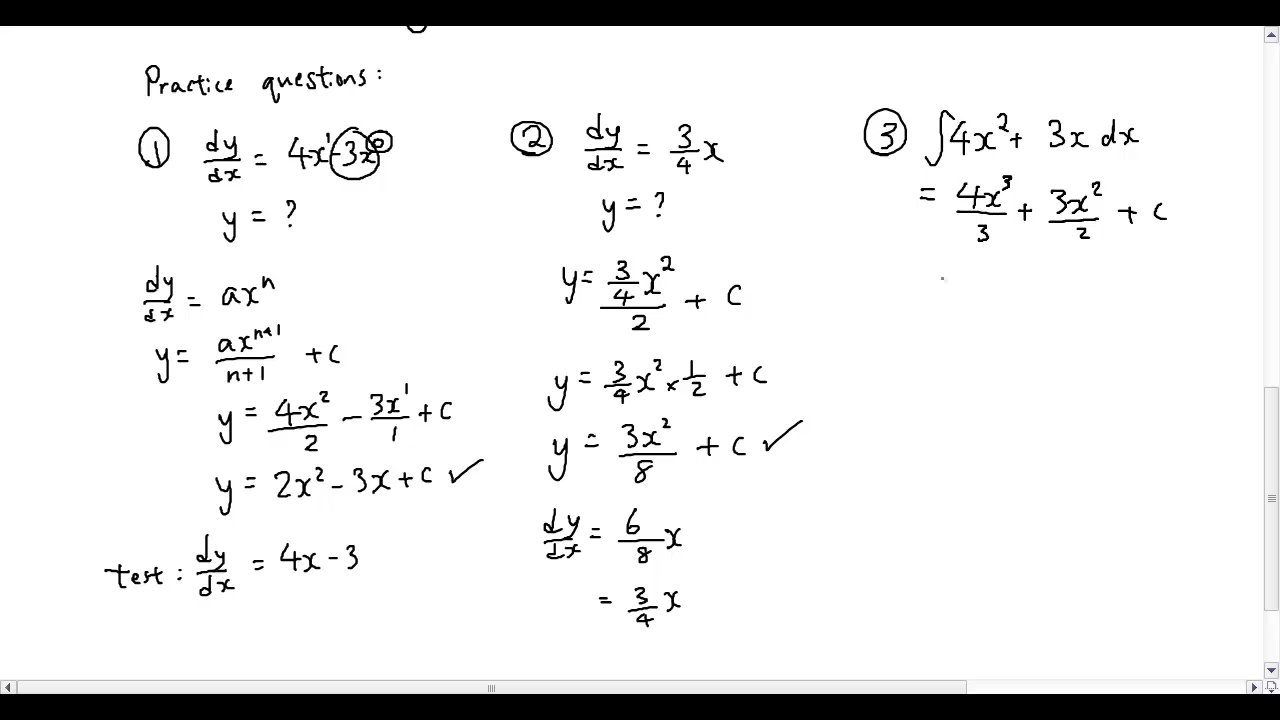 Practice questions:
① dy/dx = 4x¹ - 3x⁰
y = ?
dy/dx = axⁿ
y = axⁿ⁺¹/n+1 + c
y = 4x²/2 - 3x¹/1 + c
y = 2x² - 3x + c ✓
Test: dy/dx = 4x - 3
② dy/dx = 3/4 x
y = ?
y = 3/4 x²/2 + c
y = 3/4 x² × 1/2 + c
y = 3x²/8 + c ✓
dy/dx = 6/8 x
= 3/4 x
③ ∫4x² + 3x dx
= 4x³/3 + 3x²/2 + c